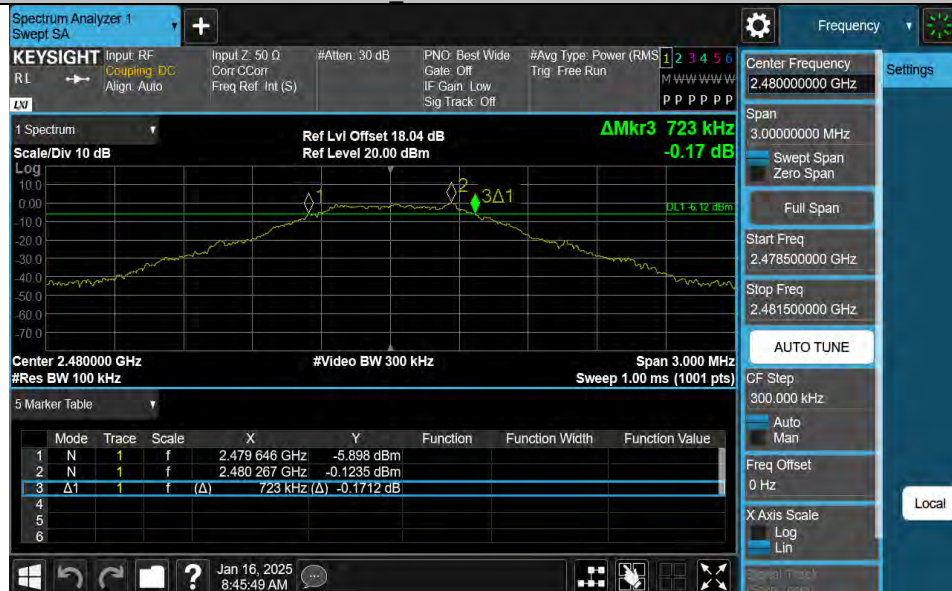 Spectrum Analyzer 1
Swept SA
+
Frequency
KEYSIGHT
RL
LXI
Input: RF
Coupling: DC
Align: Auto
Input Z: 50 Ω
Corr CCorr
Freq Ref: Int (S)
#Atten: 30 dB
PNO: Best Wide
Gate: Off
IF Gain: Low
Sig Track: Off
#Avg Type: Power (RMS
Trig: Free Run
1 2 3 4 5 6
M W W W W W
P P P P P P
1 Spectrum
Scale/Div 10 dB
Ref Lvl Offset 18.04 dB
Ref Level 20.00 dBm
ΔMkr3 723 kHz
-0.17 dB
Log
10.0
0.00
-10.0
-20.0
-30.0
-40.0
-50.0
-60.0
-70.0
1
2
3Δ1
DL1 -6.12 dBm
Center 2.480000 GHz
#Video BW 300 kHz
Span 3.000 MHz
#Res BW 100 kHz
Sweep 1.00 ms (1001 pts)
5 Marker Table
Mode Trace Scale X Y Function Function Width Function Value
1 N 1 f 2.479 646 GHz -5.898 dBm
2 N 1 f 2.480 267 GHz -0.1235 dBm
3 Δ1 1 f (Δ) 723 kHz (Δ) -0.1712 dB
4
5
6
?
Jan 16, 2025
8:45:49 AM
Center Frequency
2.480000000 GHz
Span
3.00000000 MHz
Swept Span
Zero Span
Full Span
Start Freq
2.478500000 GHz
Stop Freq
2.481500000 GHz
AUTO TUNE
CF Step
300.000 kHz
Auto
Man
Freq Offset
0 Hz
X Axis Scale
Log
Lin
Signal Track
Settings
Local